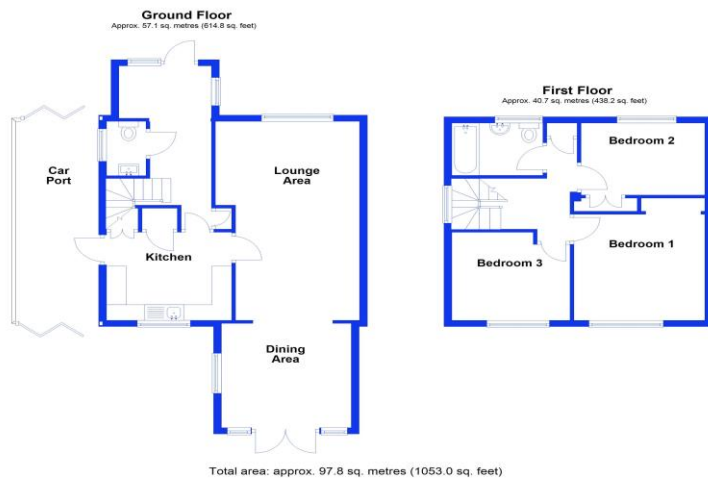 Ground Floor
Approx. 57.1 sq. metres (614.8 sq. feet)
Car
Port
Lounge
Area
Kitchen
Dining
Area
First Floor
Approx. 40.7 sq. metres (438.2 sq. feet)
Bedroom 2
Bedroom 1
Bedroom 3
Total area: approx. 97.8 sq. metres (1053.0 sq. feet)